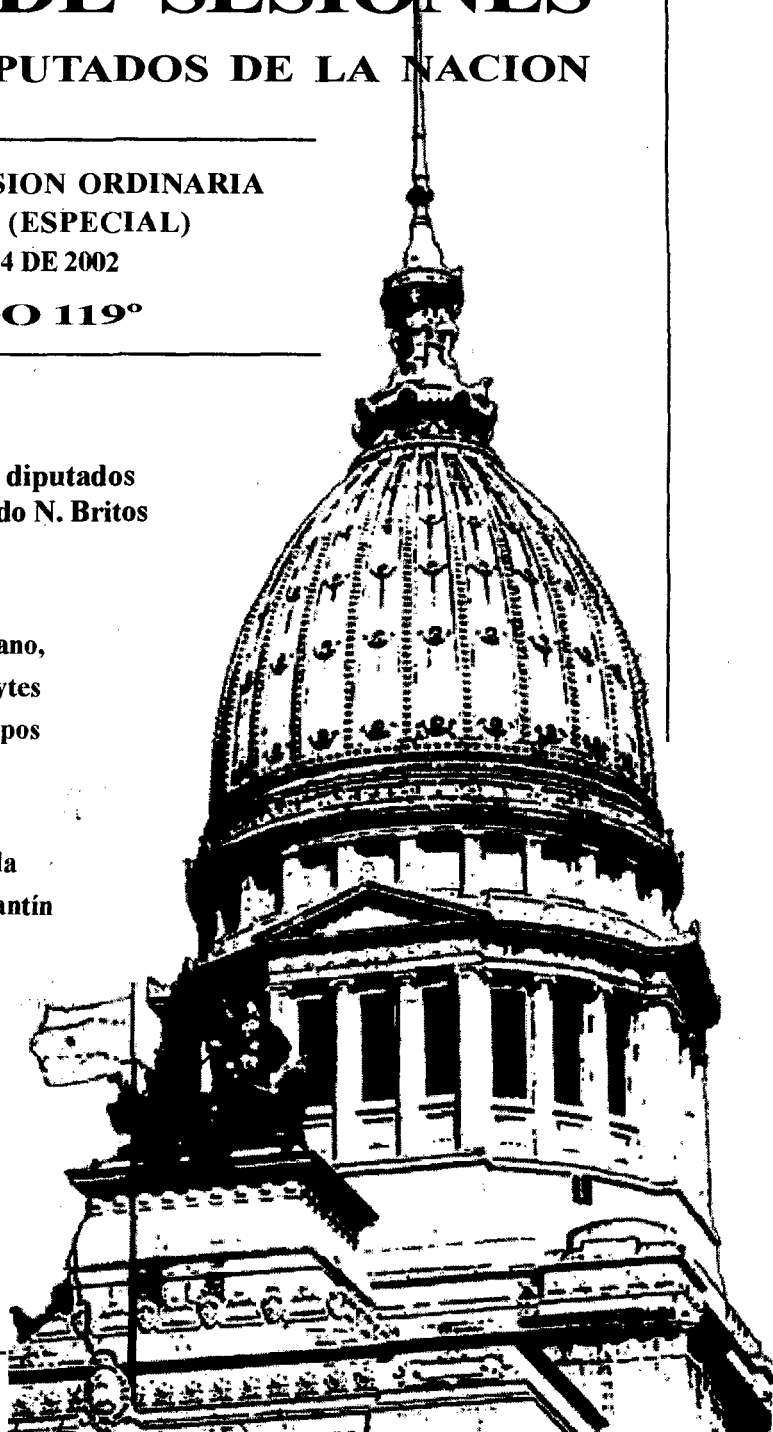 DE SESIONES
PUTADOS DE LA NACION
SION ORDINARIA
(ESPECIAL)
4 DE 2002
O 119º
diputados
do N. Britos
ano,
ytes
pos
la
antín